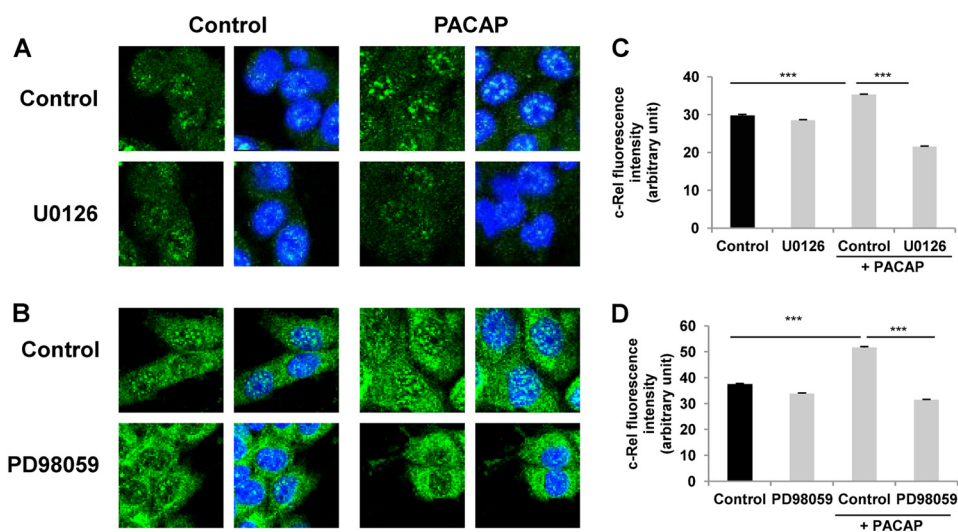 Control PACAP
A
Control
U0126
B
Control
PD98059
C
c-Rel fluorescence
intensity
(arbitrary unit)
40
30
20
10
0
***
***
Control U0126 Control U0126
+ PACAP
D
c-Rel fluorescence
intensity
(arbitrary unit)
60
50
40
30
20
10
0
***
***
Control PD98059 Control PD98059
+ PACAP